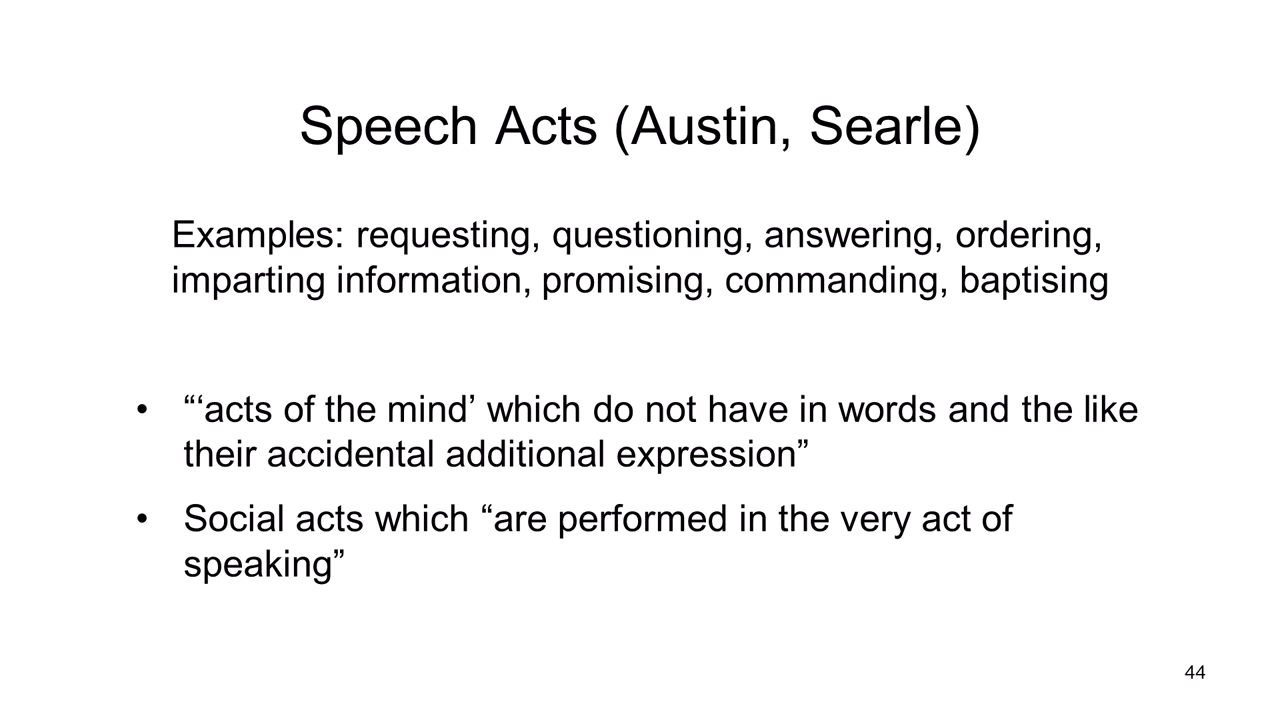 Speech Acts (Austin, Searle)
Examples: requesting, questioning, answering, ordering,
imparting information, promising, commanding, baptising
• “‘acts of the mind’ which do not have in words and the like
their accidental additional expression”
• Social acts which “are performed in the very act of
speaking”
44